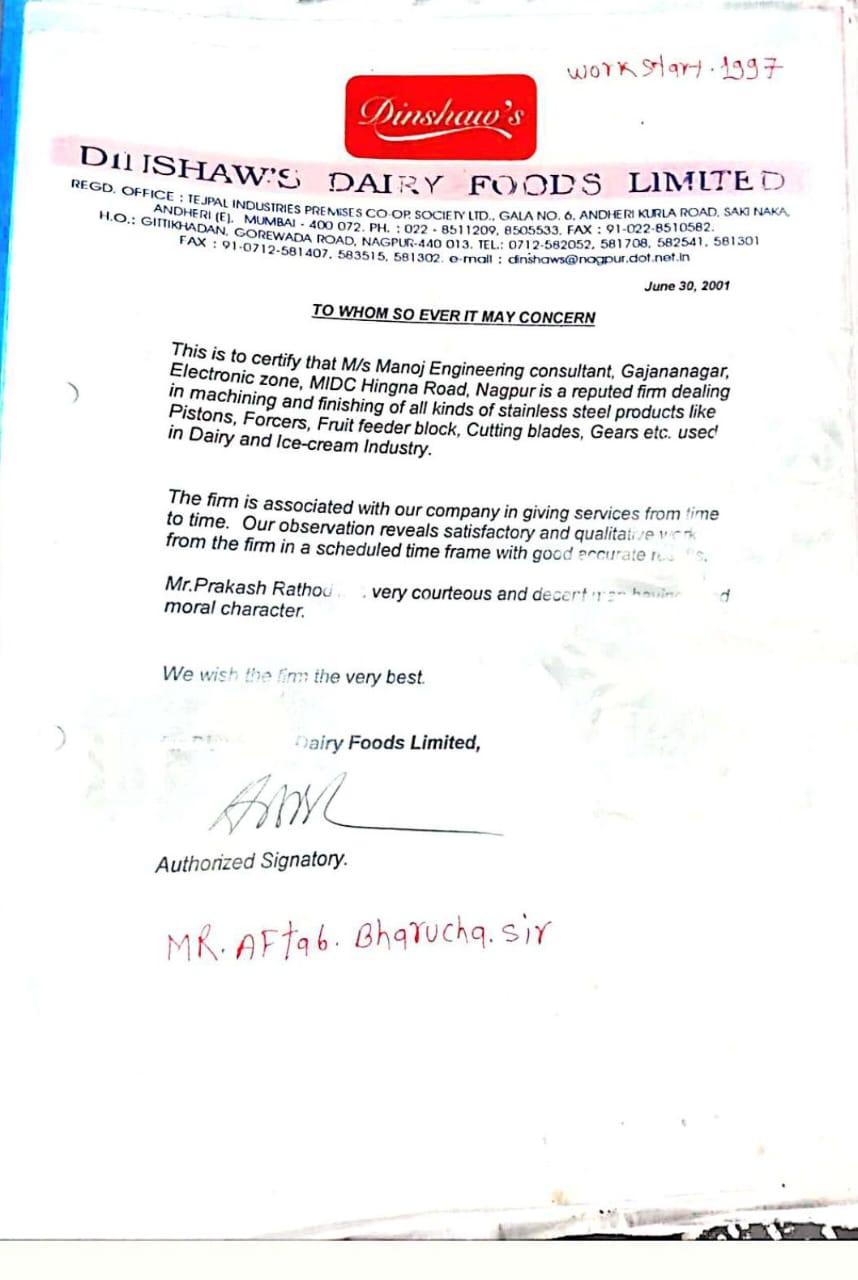 work start. 1997
Dinshaw's
DINSHAW'S DAIRY FOODS LIMITED
REGD. OFFICE : TEJPAL INDUSTRIES PREMISES CO-OP. SOCIETY LTD., GALA NO. 6, ANDHERI KURLA ROAD, SAKI NAKA,
ANDHERI (E). MUMBAI - 400 072. PH. : 022 - 8511209, 8505533. FAX : 91-022-8510582.
H.O.: GITTIKHADAN, GOREWADA ROAD, NAGPUR-440 013. TEL.: 0712-582052, 581708, 582541, 581301
FAX : 91-0712-581407, 583515, 581302. e-mail : dinshaws@nagpur.dot.net.in
June 30, 2001
TO WHOM SO EVER IT MAY CONCERN
This is to certify that M/s Manoj Engineering consultant, Gajananagar,
Electronic zone, MIDC Hingna Road, Nagpur is a reputed firm dealing
in machining and finishing of all kinds of stainless steel products like
Pistons, Forcers, Fruit feeder block, Cutting blades, Gears etc. used
in Dairy and Ice-cream Industry.
The firm is associated with our company in giving services from time
to time. Our observation reveals satisfactory and qualitative work
from the firm in a scheduled time frame with good accurate
Mr.Prakash Rathod very courteous and decent man having
moral character.
We wish the firm the very best.
Dairy Foods Limited,
Authorized Signatory.
MR. AFtab. Bharucha. Sir